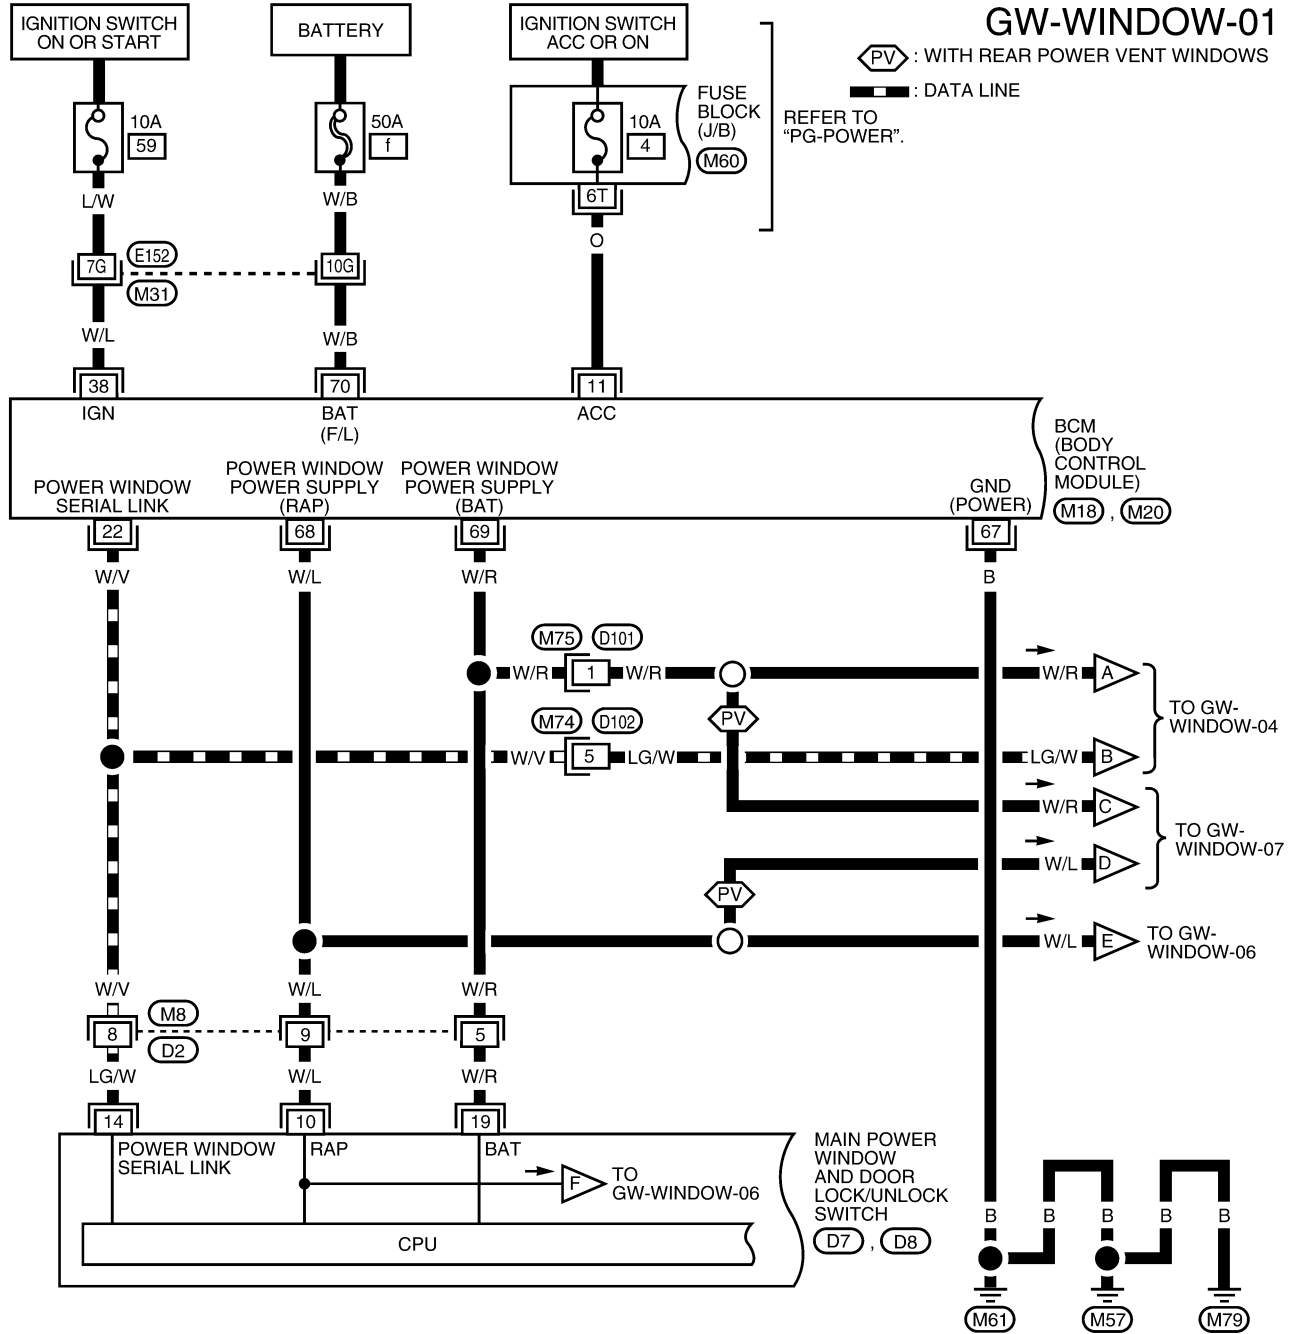 GW-WINDOW-01
IGNITION SWITCH
ON OR START
BATTERY
IGNITION SWITCH
ACC OR ON
PV : WITH REAR POWER VENT WINDOWS
: DATA LINE
10A
59
50A
f
10A
4
FUSE
BLOCK
(J/B)
M60
REFER TO
“PG-POWER”.
6T
L/W
W/B
O
7G
E152
M31
10G
W/L
W/B
38
70
11
IGN
BAT
(F/L)
ACC
BCM
(BODY
CONTROL
MODULE)
M18 , M20
POWER WINDOW
SERIAL LINK
POWER WINDOW
POWER SUPPLY
(RAP)
POWER WINDOW
POWER SUPPLY
(BAT)
GND
(POWER)
22
68
69
67
W/V
W/L
W/R
B
M75
D101
W/R
1
W/R
W/R
A
PV
M74
D102
W/V
5
LG/W
LG/W
B
TO GW-
WINDOW-04
W/R
C
W/L
D
TO GW-
WINDOW-07
PV
W/L
E
TO GW-
WINDOW-06
W/V
W/L
W/R
8
M8
D2
9
5
LG/W
W/L
W/R
14
10
19
POWER WINDOW
SERIAL LINK
RAP
BAT
F
TO
GW-WINDOW-06
CPU
MAIN POWER
WINDOW
AND DOOR
LOCK/UNLOCK
SWITCH
D7 , D8
B
B
B
B
B
M61
M57
M79